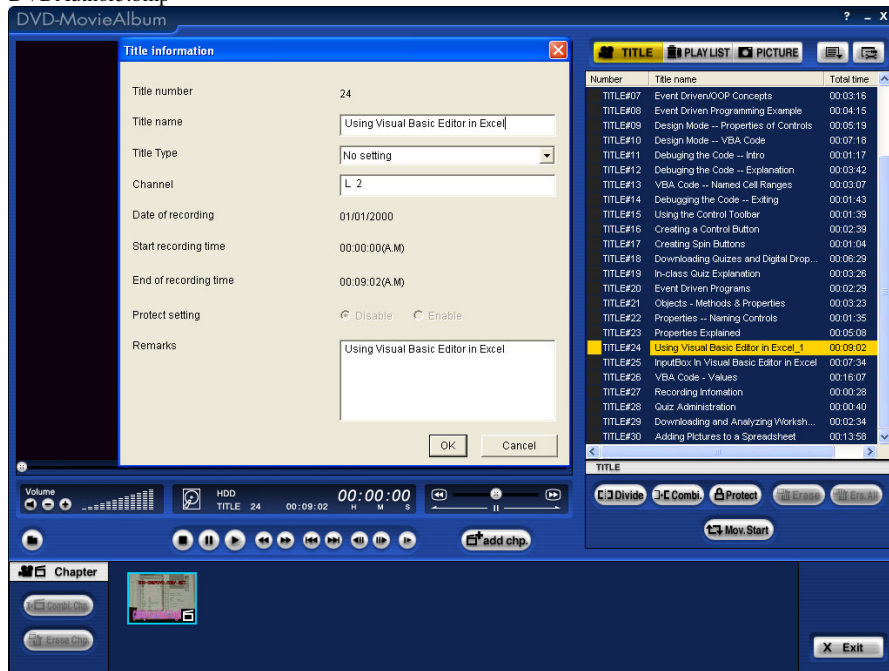 DVD-MovieAlbum
? – X
Title information
Title number 24
Title name Using Visual Basic Editor in Excel
Title Type No setting
Channel L 2
Date of recording 01/01/2000
Start recording time 00:00:00(A.M)
End of recording time 00:09:02(A.M)
Protect setting Disable Enable
Remarks Using Visual Basic Editor in Excel
OK Cancel
TITLE PLAY LIST PICTURE
Number Title name Total time
TITLE#07 Event Driven/OOP Concepts 00:03:16
TITLE#08 Event Driven Programming Example 00:04:15
TITLE#09 Design Mode -- Properties of Controls 00:05:19
TITLE#10 Design Mode -- VBA Code 00:07:18
TITLE#11 Debuging the Code -- Intro 00:01:17
TITLE#12 Debuging the Code -- Explanation 00:03:42
TITLE#13 VBA Code -- Named Cell Ranges 00:03:07
TITLE#14 Debugging the Code -- Exiting 00:01:43
TITLE#15 Using the Control Toolbar 00:01:39
TITLE#16 Creating a Control Button 00:02:39
TITLE#17 Creating Spin Buttons 00:01:04
TITLE#18 Downloading Quizes and Digital Drop... 00:06:29
TITLE#19 In-class Quiz Explanation 00:03:26
TITLE#20 Event Driven Programs 00:02:29
TITLE#21 Objects - Methods & Properties 00:03:23
TITLE#22 Properties -- Naming Controls 00:01:35
TITLE#23 Properties Explained 00:05:08
TITLE#24 Using Visual Basic Editor in Excel_1 00:09:02
TITLE#25 InputBox In Visual Basic Editor in Excel 00:07:34
TITLE#26 VBA Code - Values 00:16:07
TITLE#27 Recording Infomation 00:00:28
TITLE#28 Quiz Administration 00:00:40
TITLE#29 Downloading and Analyzing Worksh... 00:02:34
TITLE#30 Adding Pictures to a Spreadsheet 00:13:58
TITLE
Divide Combi. Protect Erase Ers.All
Mov.Start
Volume
HDD
TITLE 24 00:09:02
00:00:00
H M S
add chp.
Chapter
Combi. Chp.
Erase Chp.
X Exit